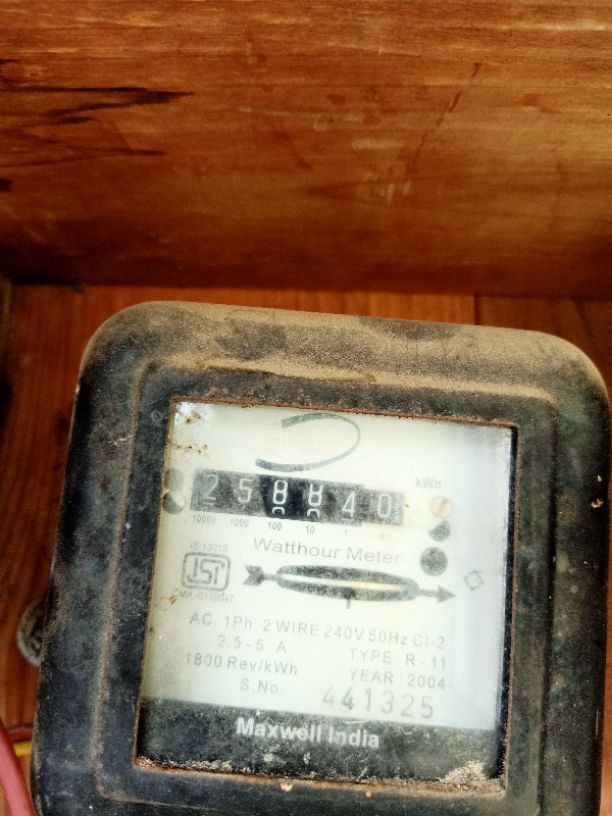 258840
kWh
10000 1000 100 10 1 0.1
IS:13010
Watthour Meter
ISI
AC. 1Ph. 2 WIRE 240V 50Hz Cl-2
2.5-5 A TYPE R-11
1800 Rev/kWh YEAR:2004
S.No. 441325
Maxwell India